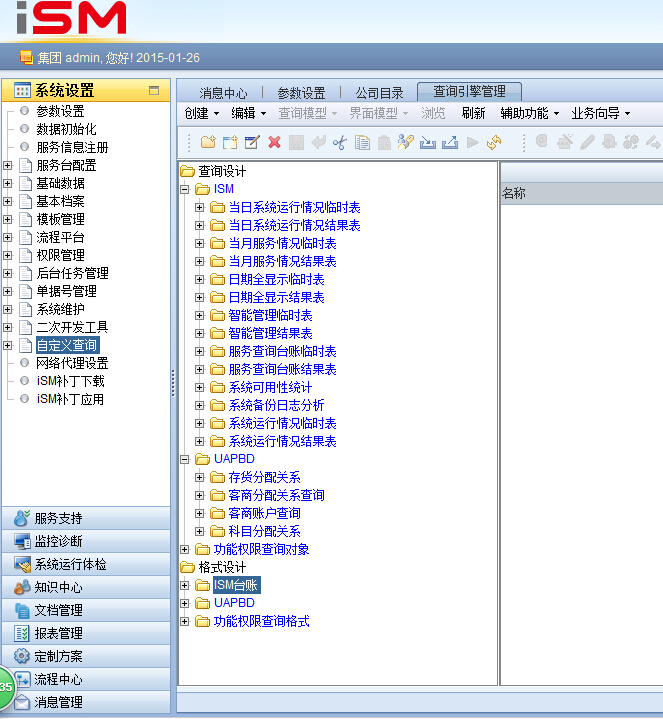 iSM
集团 admin, 您好! 2015-01-26
系统设置
参数设置
数据初始化
服务信息注册
服务台配置
基础数据
基本档案
模板管理
流程平台
权限管理
后台任务管理
单据号管理
系统维护
二次开发工具
自定义查询
网络代理设置
iSM补丁下载
iSM补丁应用
服务支持
监控诊断
系统运行体检
知识中心
文档管理
报表管理
定制方案
35
流程中心
消息管理
消息中心 参数设置 公司目录 查询引擎管理
创建 编辑 查询模型 界面模型 浏览 刷新 辅助功能 业务向导
查询设计
ISM
当日系统运行情况临时表
当日系统运行情况结果表
当月服务情况临时表
当月服务情况结果表
日期全显示临时表
日期全显示结果表
智能管理临时表
智能管理结果表
服务查询台账临时表
服务查询台账结果表
系统可用性统计
系统备份日志分析
系统运行情况临时表
系统运行情况结果表
UAPBD
存货分配关系
客商分配关系查询
客商账户查询
科目分配关系
功能权限查询对象
格式设计
ISM台账
UAPBD
功能权限查询格式
名称